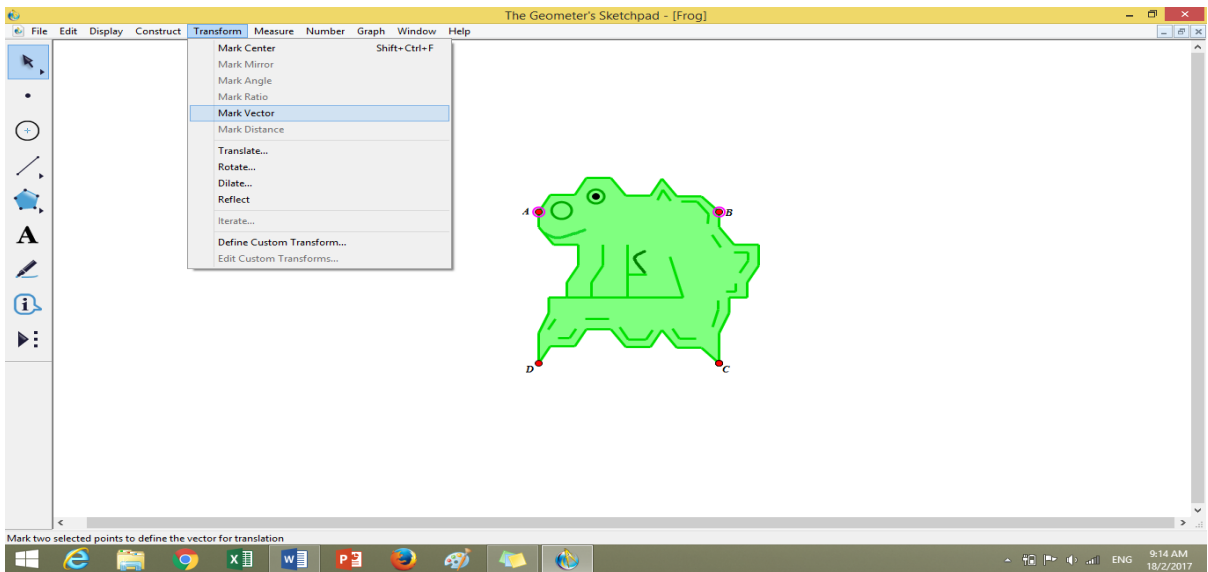 The Geometer's Sketchpad - [Frog]
File Edit Display Construct Transform Measure Number Graph Window Help
Mark Center Shift+Ctrl+F
Mark Mirror
Mark Angle
Mark Ratio
Mark Vector
Mark Distance
Translate...
Rotate...
Dilate...
Reflect
Iterate...
Define Custom Transform...
Edit Custom Transforms...
A B
A
D C
Mark two selected points to define the vector for translation
ENG 9:14 AM
18/2/2017